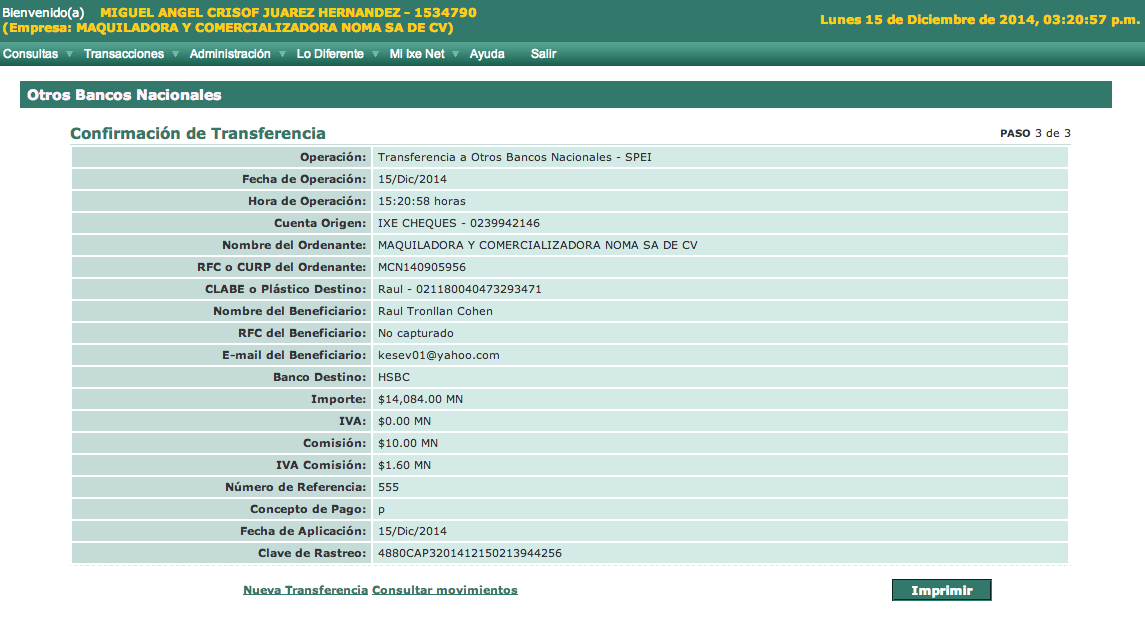 Bienvenido(a) MIGUEL ANGEL CRISOF JUAREZ HERNANDEZ - 1534790
(Empresa: MAQUILADORA Y COMERCIALIZADORA NOMA SA DE CV)
Lunes 15 de Diciembre de 2014, 03:20:57 p.m.
Consultas Transacciones Administración Lo Diferente Mi Ixe Net Ayuda Salir
Otros Bancos Nacionales
Confirmación de Transferencia PASO 3 de 3
Operación: Transferencia a Otros Bancos Nacionales - SPEI
Fecha de Operación: 15/Dic/2014
Hora de Operación: 15:20:58 horas
Cuenta Origen: IXE CHEQUES - 0239942146
Nombre del Ordenante: MAQUILADORA Y COMERCIALIZADORA NOMA SA DE CV
RFC o CURP del Ordenante: MCN140905956
CLABE o Plástico Destino: Raul - 021180040473293471
Nombre del Beneficiario: Raul Tronllan Cohen
RFC del Beneficiario: No capturado
E-mail del Beneficiario: kesev01@yahoo.com
Banco Destino: HSBC
Importe: $14,084.00 MN
IVA: $0.00 MN
Comisión: $10.00 MN
IVA Comisión: $1.60 MN
Número de Referencia: 555
Concepto de Pago: p
Fecha de Aplicación: 15/Dic/2014
Clave de Rastreo: 4880CAP3201412150213944256
Nueva Transferencia Consultar movimientos Imprimir